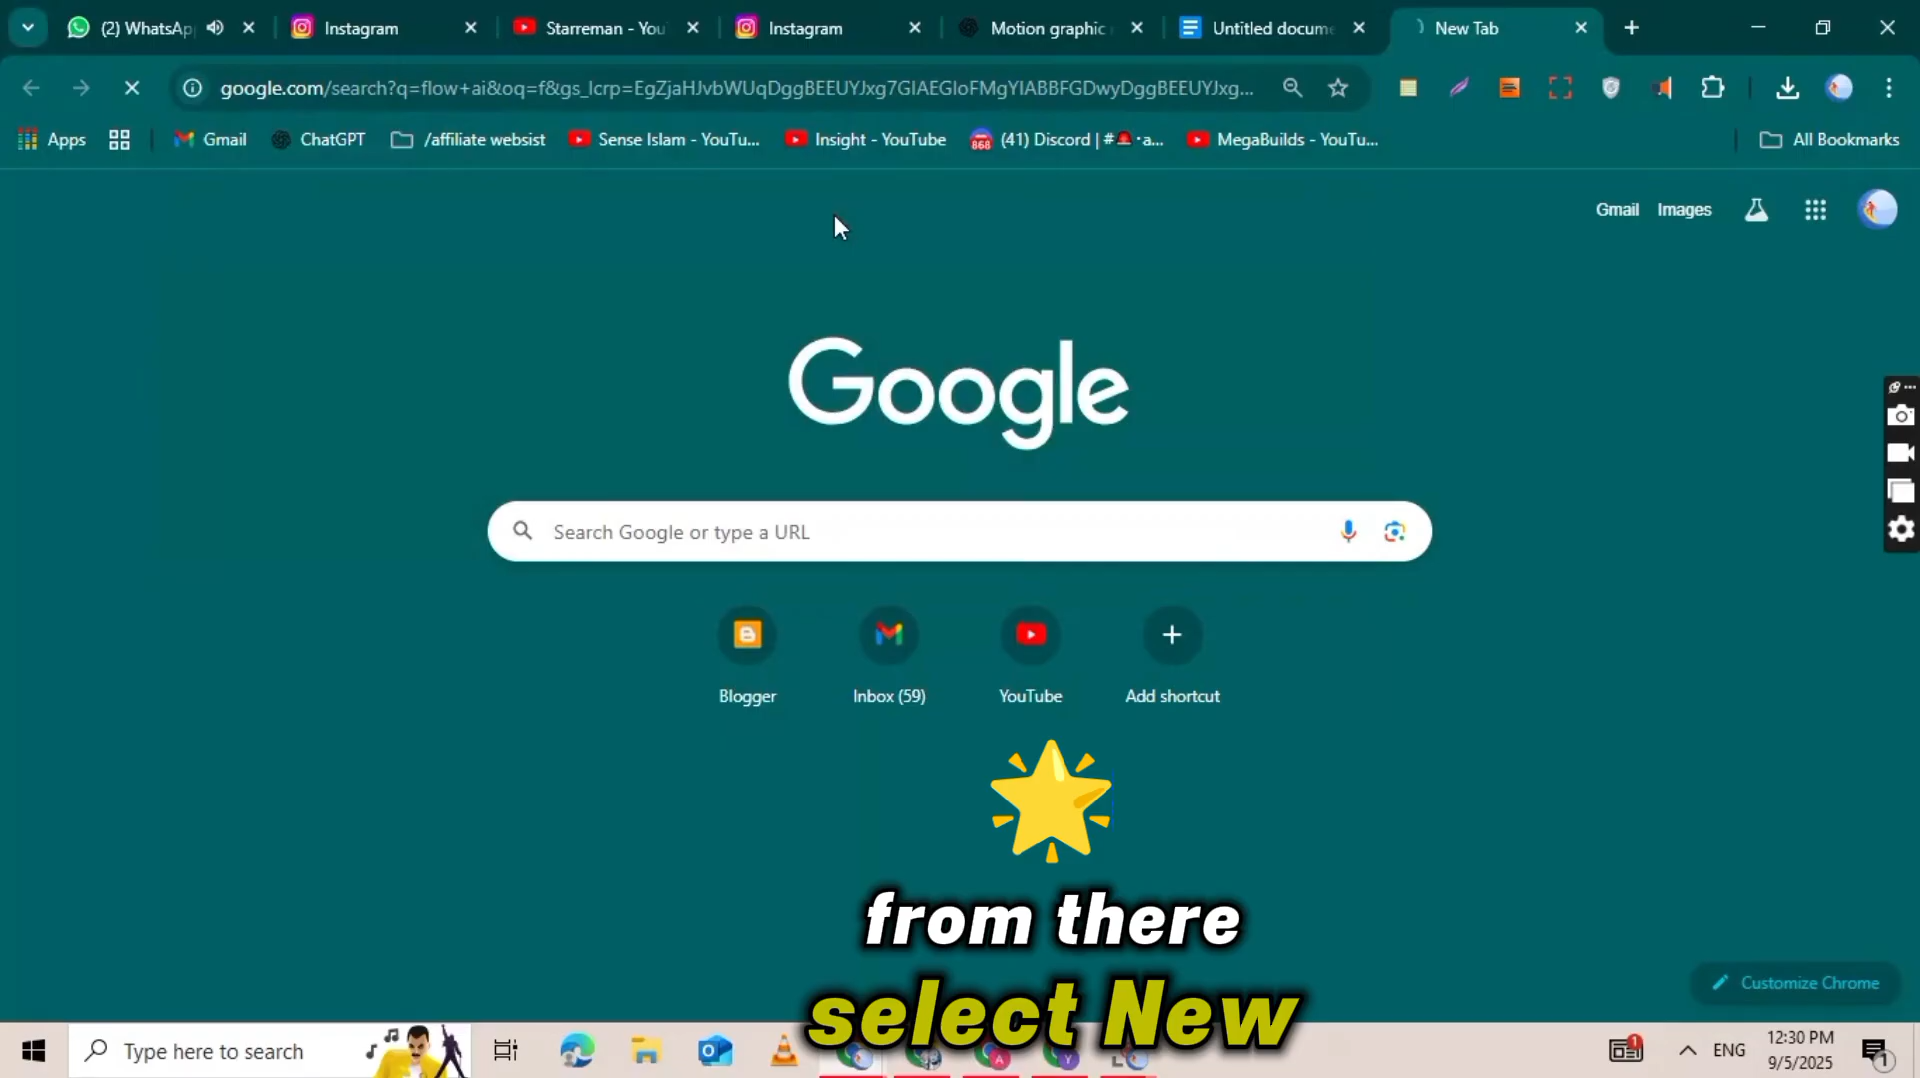 (2) WhatsAp
Instagram
Starreman - You
Instagram
Motion graphic
Untitled docume
New Tab
google.com/search?q=flow+ai&oq=f&gs_lcrp=EgZjaHJvbWUqDggBEEUYJxg7GIAEGIoFMgYIABBFGDwyDggBEEUYJxg...
Apps
Gmail
ChatGPT
/affiliate websist
Sense Islam - YouTu...
Insight - YouTube
868
(41) Discord | #🚨·a...
MegaBuilds - YouTu...
All Bookmarks
Gmail
Images
Google
Search Google or type a URL
Blogger
Inbox (59)
YouTube
Add shortcut
from there
select New
Customize Chrome
Type here to search
ENG
12:30 PM
9/5/2025
1
1